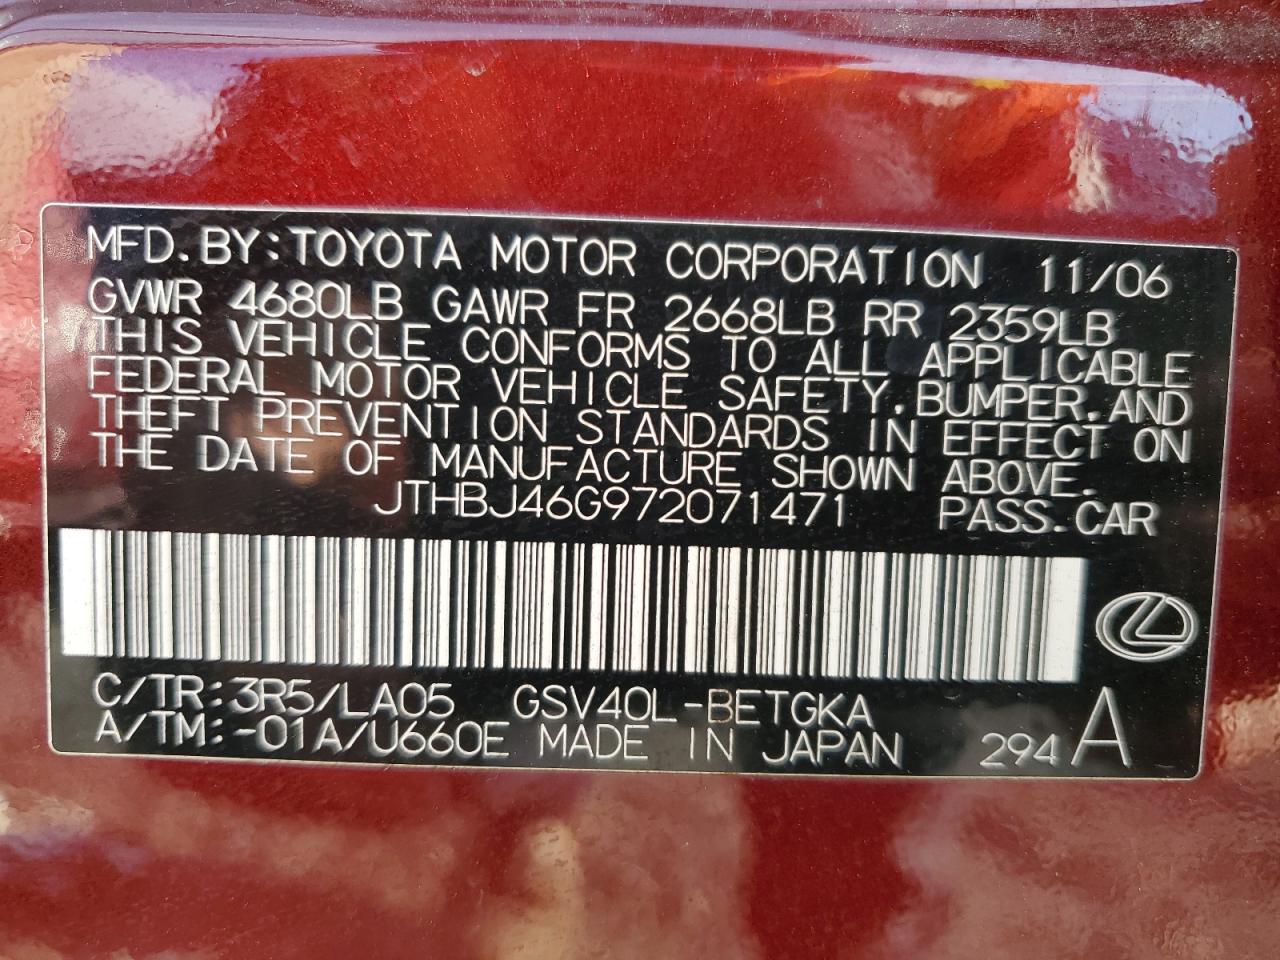 MFD. BY: TOYOTA MOTOR CORPORATION 11/06
GVWR 4680LB GAWR FR 2668LB RR 2359LB
THIS VEHICLE CONFORMS TO ALL APPLICABLE
FEDERAL MOTOR VEHICLE SAFETY. BUMPER. AND
THEFT PREVENTION STANDARDS IN EFFECT ON
THE DATE OF MANUFACTURE SHOWN ABOVE.
JTHBJ46G972071471 PASS. CAR
C/TR: 3R5/LA05 GSV40L-BETGKA
A/TM: -01A/U660E MADE IN JAPAN 294 A